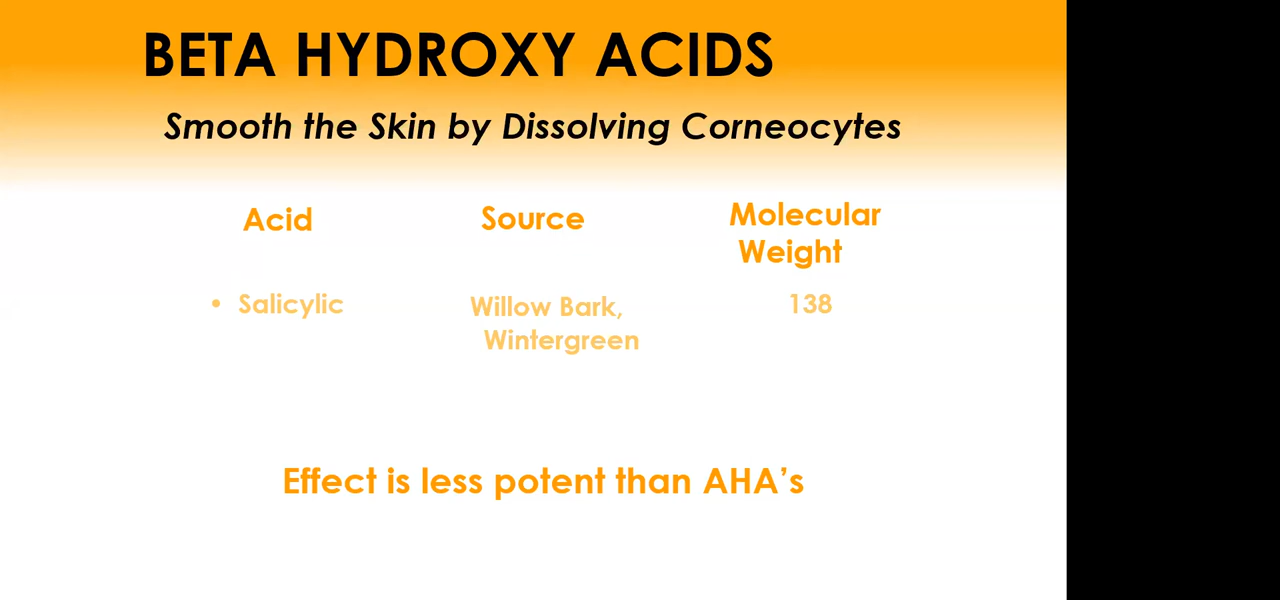 BETA HYDROXY ACIDS
Smooth the Skin by Dissolving Corneocytes
Acid
Source
Molecular
Weight
• Salicylic
Willow Bark,
Wintergreen
138
Effect is less potent than AHA’s